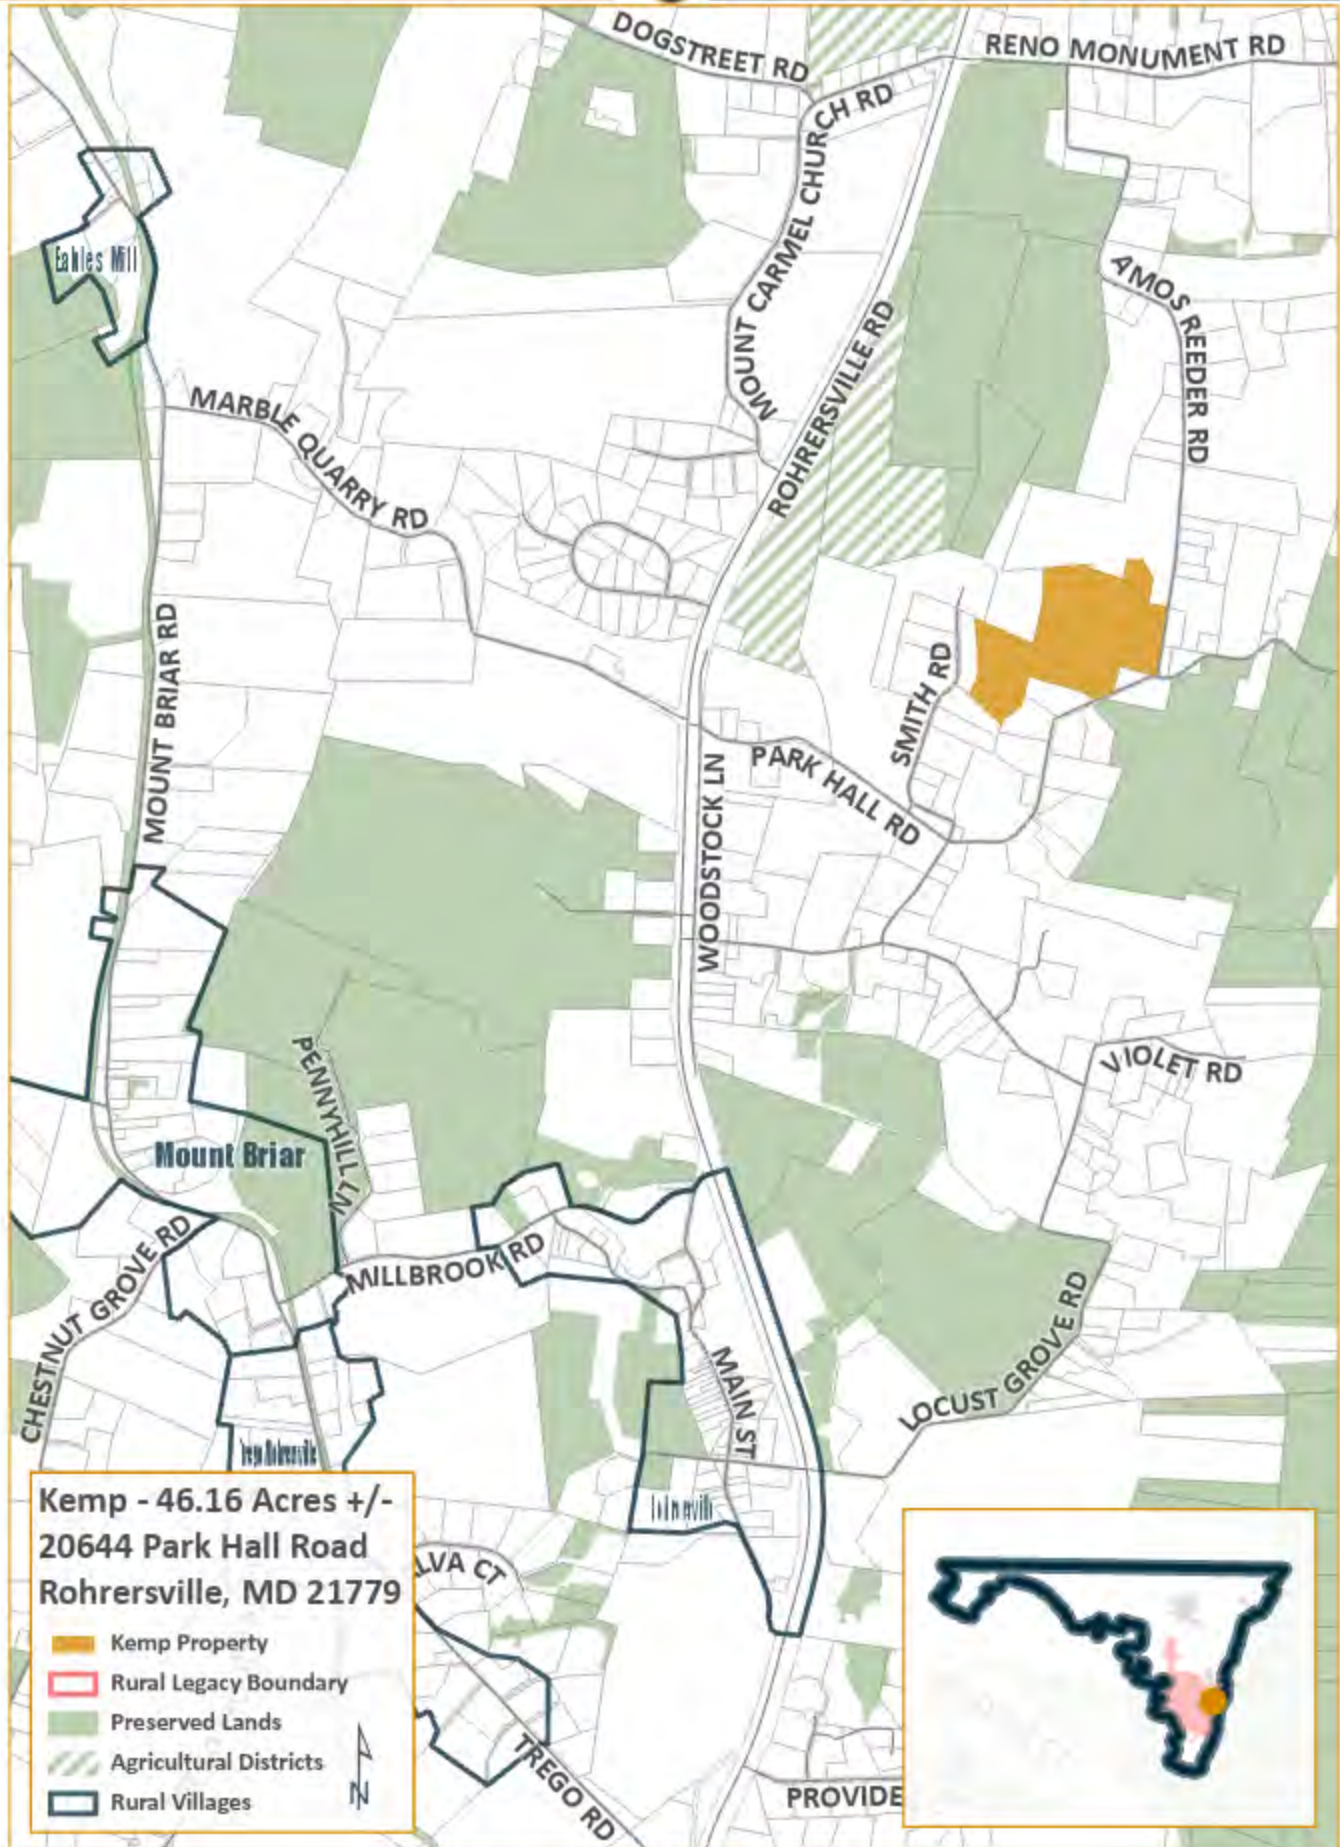 DOGSTREET RD
RENO MONUMENT RD
MOUNT CARMEL CHURCH RD
Eakles Mill
AMOS REEDER RD
ROHRERSVILLE RD
MARBLE QUARRY RD
MOUNT BRIAR RD
SMITH RD
PARK HALL RD
WOODSTOCK LN
PENNYHILL LN
VIOLET RD
Mount Briar
CHESTNUT GROVE RD
MILLBROOK RD
LOCUST GROVE RD
MAIN ST
LVA CT
TREGO RD
PROVIDE
Kemp - 46.16 Acres +/-
20644 Park Hall Road
Rohrersville, MD 21779
Kemp Property
Rural Legacy Boundary
Preserved Lands
Agricultural Districts
Rural Villages
N